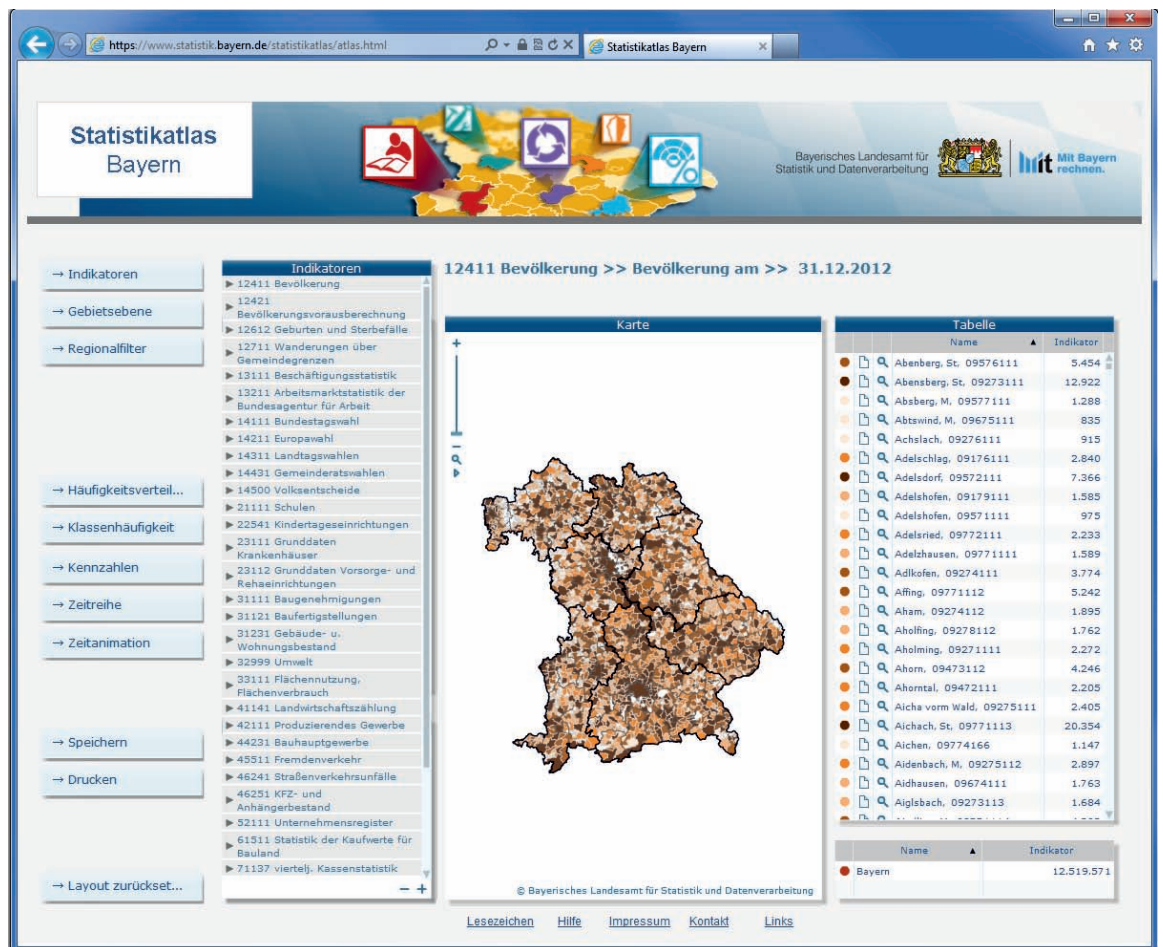 https://www.statistik.bayern.de/statistikatlas/atlas.html
Statistikatlas Bayern
Statistikatlas
Bayern
Bayerisches Landesamt für
Statistik und Datenverarbeitung
Mit Bayern
rechnen.
→ Indikatoren
→ Gebietsebene
→ Regionalfilter
→ Häufigkeitsverteil...
→ Klassenhäufigkeit
→ Kennzahlen
→ Zeitreihe
→ Zeitanimation
→ Speichern
→ Drucken
→ Layout zurückset...
Indikatoren
12411 Bevölkerung
12421
Bevölkerungsvorausberechnung
12612 Geburten und Sterbefälle
12711 Wanderungen über
Gemeindegrenzen
13111 Beschäftigungsstatistik
13211 Arbeitsmarktstatistik der
Bundesagentur für Arbeit
14111 Bundestagswahl
14211 Europawahl
14311 Landtagswahlen
14431 Gemeinderatswahlen
14500 Volksentscheide
21111 Schulen
22541 Kindertageseinrichtungen
23111 Grunddaten
Krankenhäuser
23112 Grunddaten Vorsorge- und
Rehaeinrichtungen
31111 Baugenehmigungen
31121 Baufertigstellungen
31231 Gebäude- u.
Wohnungsbestand
32999 Umwelt
33111 Flächennutzung,
Flächenverbrauch
41141 Landwirtschaftszählung
42111 Produzierendes Gewerbe
44231 Bauhauptgewerbe
45511 Fremdenverkehr
46241 Straßenverkehrsunfälle
46251 KFZ- und
Anhängerbestand
52111 Unternehmensregister
61511 Statistik der Kaufwerte für
Bauland
71137 viertelj. Kassenstatistik
12411 Bevölkerung >> Bevölkerung am >> 31.12.2012
Karte
© Bayerisches Landesamt für Statistik und Datenverarbeitung
Tabelle
Name Indikator
Abenberg, St, 09576111 5.454
Abensberg, St, 09273111 12.922
Absberg, M, 09577111 1.288
Abtswind, M, 09675111 835
Achslach, 09276111 915
Adelschlag, 09176111 2.840
Adelsdorf, 09572111 7.366
Adelshofen, 09179111 1.585
Adelshofen, 09571111 975
Adelsried, 09772111 2.233
Adelzhausen, 09771111 1.589
Adlkofen, 09274111 3.774
Affing, 09771112 5.242
Aham, 09274112 1.895
Aholfing, 09278112 1.762
Aholming, 09271111 2.272
Ahorn, 09473112 4.246
Ahorntal, 09472111 2.205
Aicha vorm Wald, 09275111 2.405
Aichach, St, 09771113 20.354
Aichen, 09774166 1.147
Aidenbach, M, 09275112 2.897
Aidhausen, 09674111 1.763
Aiglsbach, 09273113 1.684
Name Indikator
Bayern 12.519.571
Lesezeichen Hilfe Impressum Kontakt Links